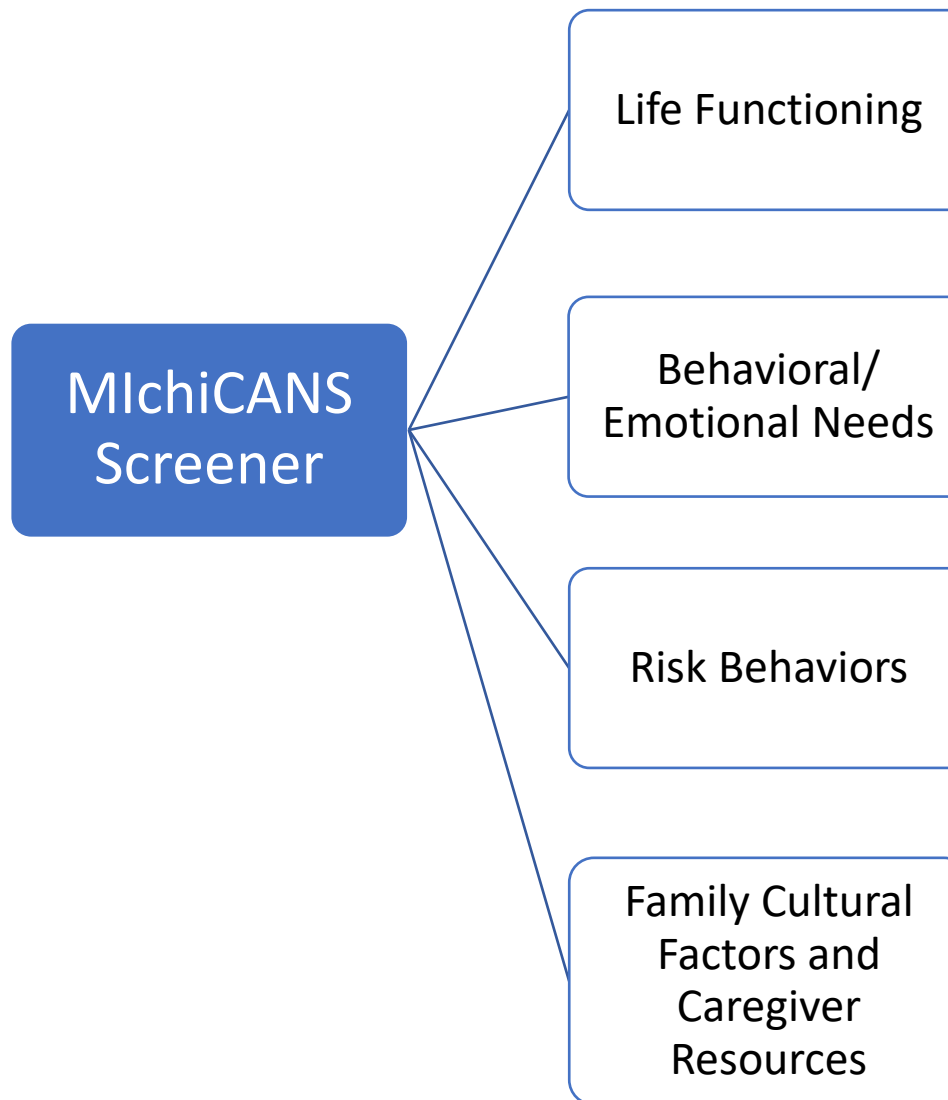 Life Functioning
MIchiCANS
Screener
Behavioral/
Emotional Needs
Risk Behaviors
Family Cultural
Factors and
Caregiver
Resources